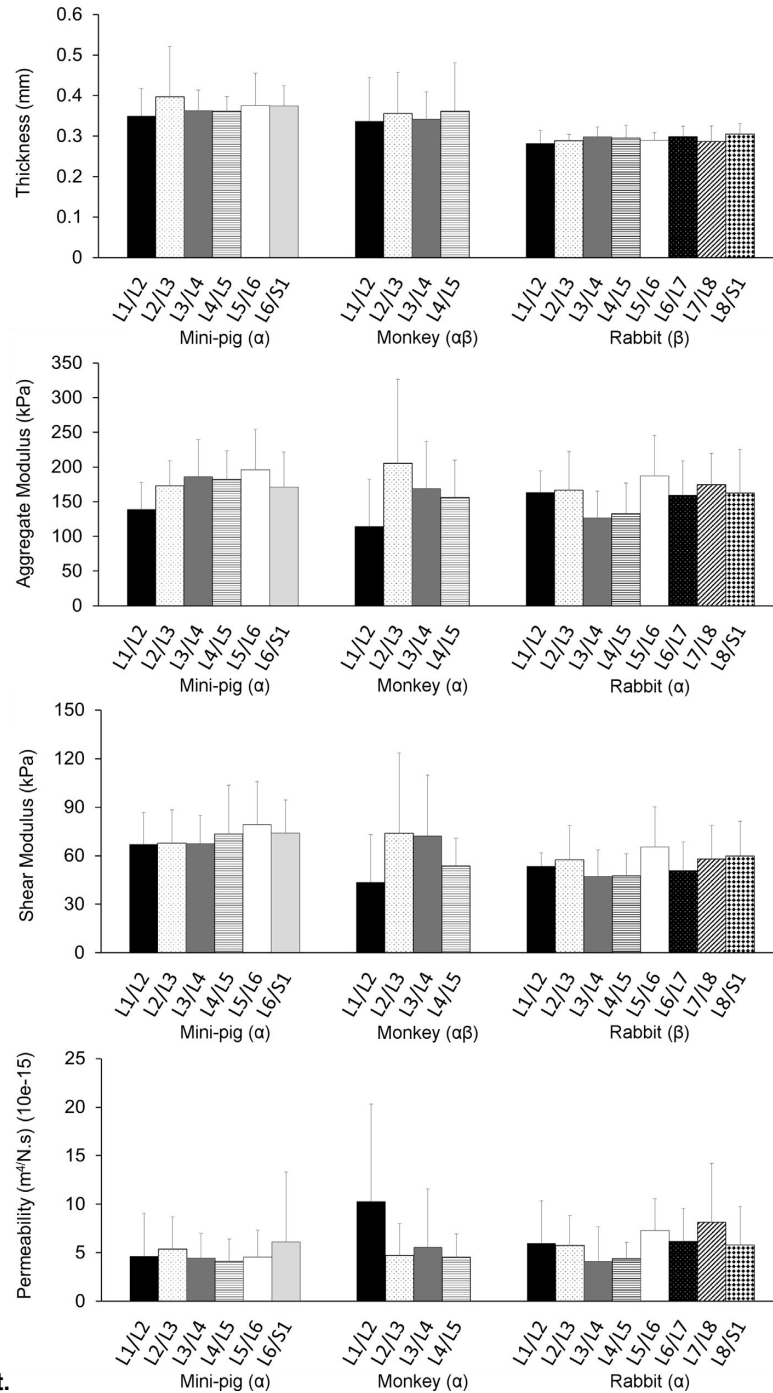 0.6
0.5
0.4
0.3
0.2
0.1
0
Thickness (mm)
L1/L2 L2/L3 L3/L4 L4/L5 L5/L6 L6/S1 L1/L2 L2/L3 L3/L4 L4/L5 L1/L2 L2/L3 L3/L4 L4/L5 L5/L6 L6/L7 L7/L8 L8/S1
Mini-pig (α) Monkey (αβ) Rabbit (β)
350
300
250
200
150
100
50
0
Aggregate Modulus (kPa)
L1/L2 L2/L3 L3/L4 L4/L5 L5/L6 L6/S1 L1/L2 L2/L3 L3/L4 L4/L5 L1/L2 L2/L3 L3/L4 L4/L5 L5/L6 L6/L7 L7/L8 L8/S1
Mini-pig (α) Monkey (α) Rabbit (α)
150
120
90
60
30
0
Shear Modulus (kPa)
L1/L2 L2/L3 L3/L4 L4/L5 L5/L6 L6/S1 L1/L2 L2/L3 L3/L4 L4/L5 L1/L2 L2/L3 L3/L4 L4/L5 L5/L6 L6/L7 L7/L8 L8/S1
Mini-pig (α) Monkey (αβ) Rabbit (β)
25
20
15
10
5
0
Permeability (m⁴/N.s) (10e-15)
L1/L2 L2/L3 L3/L4 L4/L5 L5/L6 L6/S1 L1/L2 L2/L3 L3/L4 L4/L5 L1/L2 L2/L3 L3/L4 L4/L5 L5/L6 L6/L7 L7/L8 L8/S1
Mini-pig (α) Monkey (α) Rabbit (α)
t.